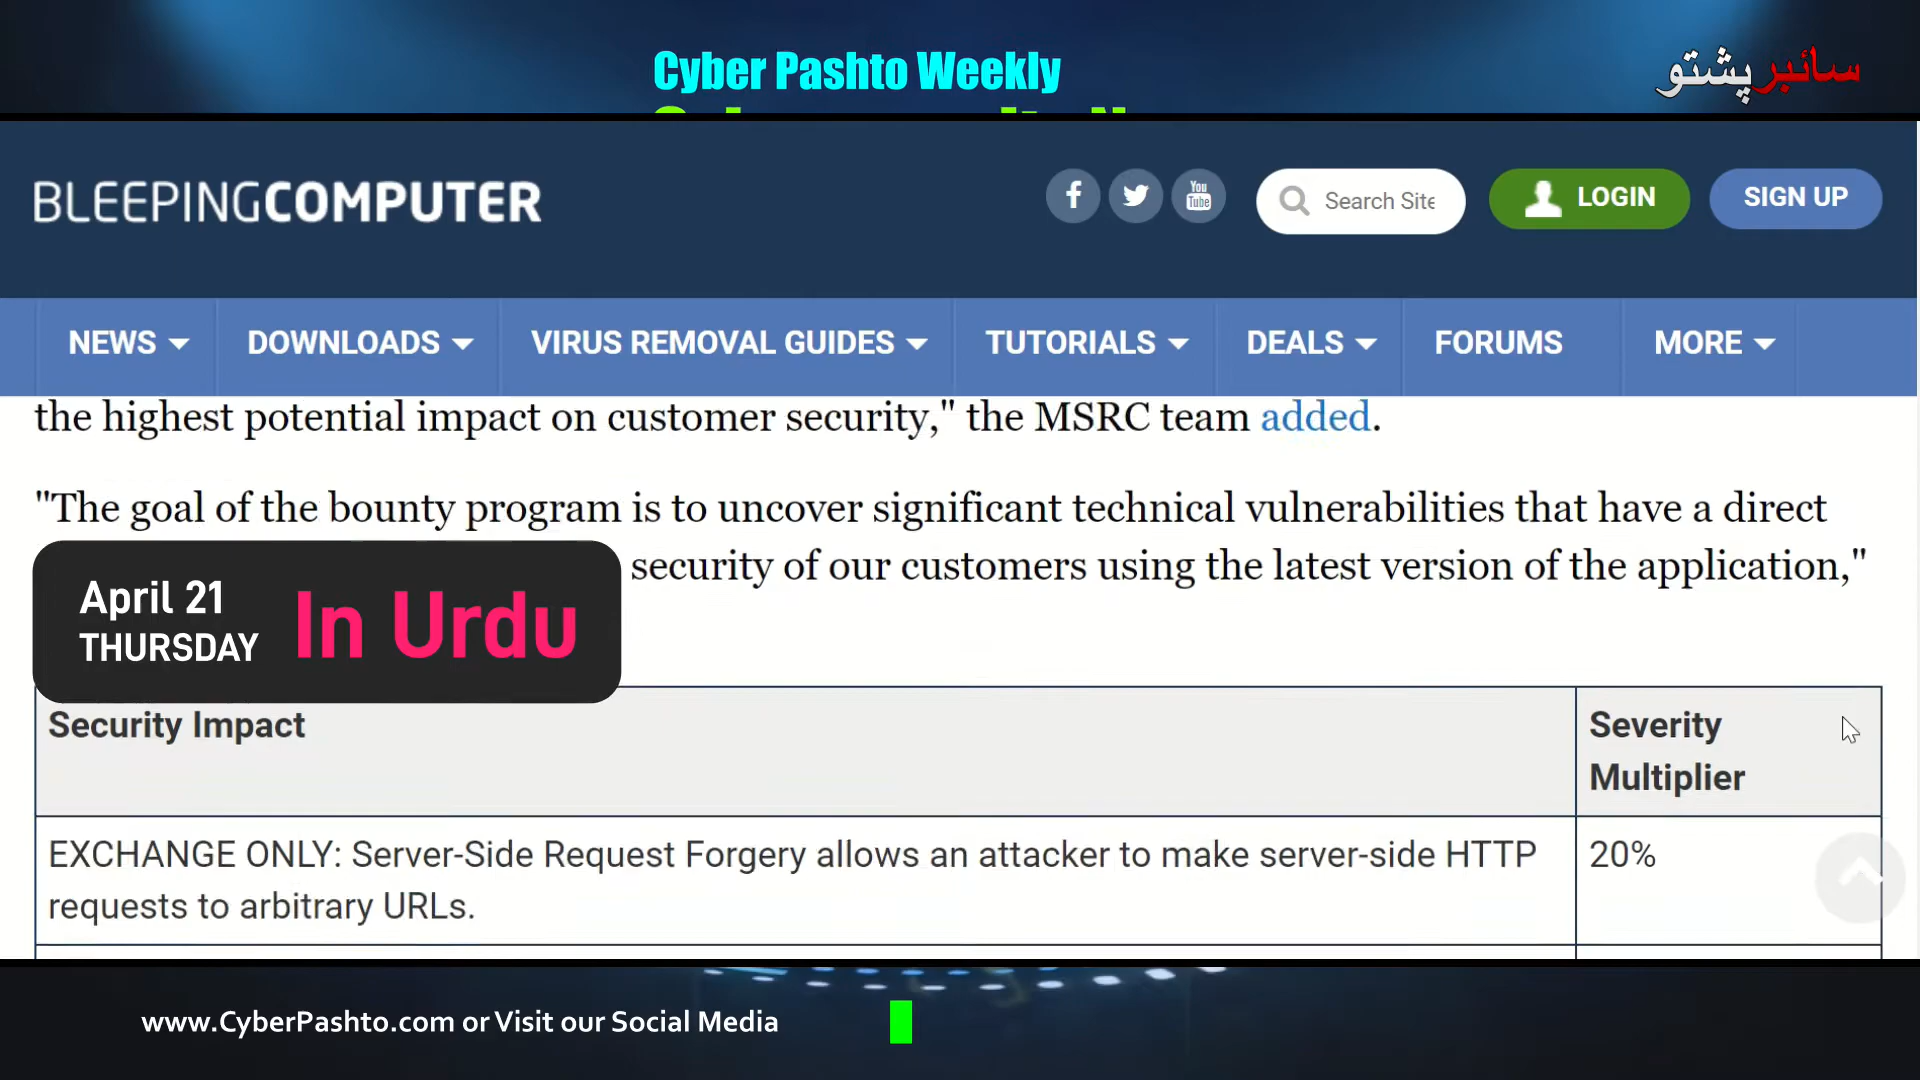 Cyber Pashto Weekly
سائبر پشتو
BLEEPINGCOMPUTER
You
Tube
Search Site
LOGIN
SIGN UP
NEWS
DOWNLOADS
VIRUS REMOVAL GUIDES
TUTORIALS
DEALS
FORUMS
MORE
the highest potential impact on customer security," the MSRC team added.
"The goal of the bounty program is to uncover significant technical vulnerabilities that have a direct
security of our customers using the latest version of the application,"
April 21
THURSDAY
In Urdu
Security Impact
Severity
Multiplier
EXCHANGE ONLY: Server-Side Request Forgery allows an attacker to make server-side HTTP
requests to arbitrary URLs.
20%
www.CyberPashto.com or Visit our Social Media